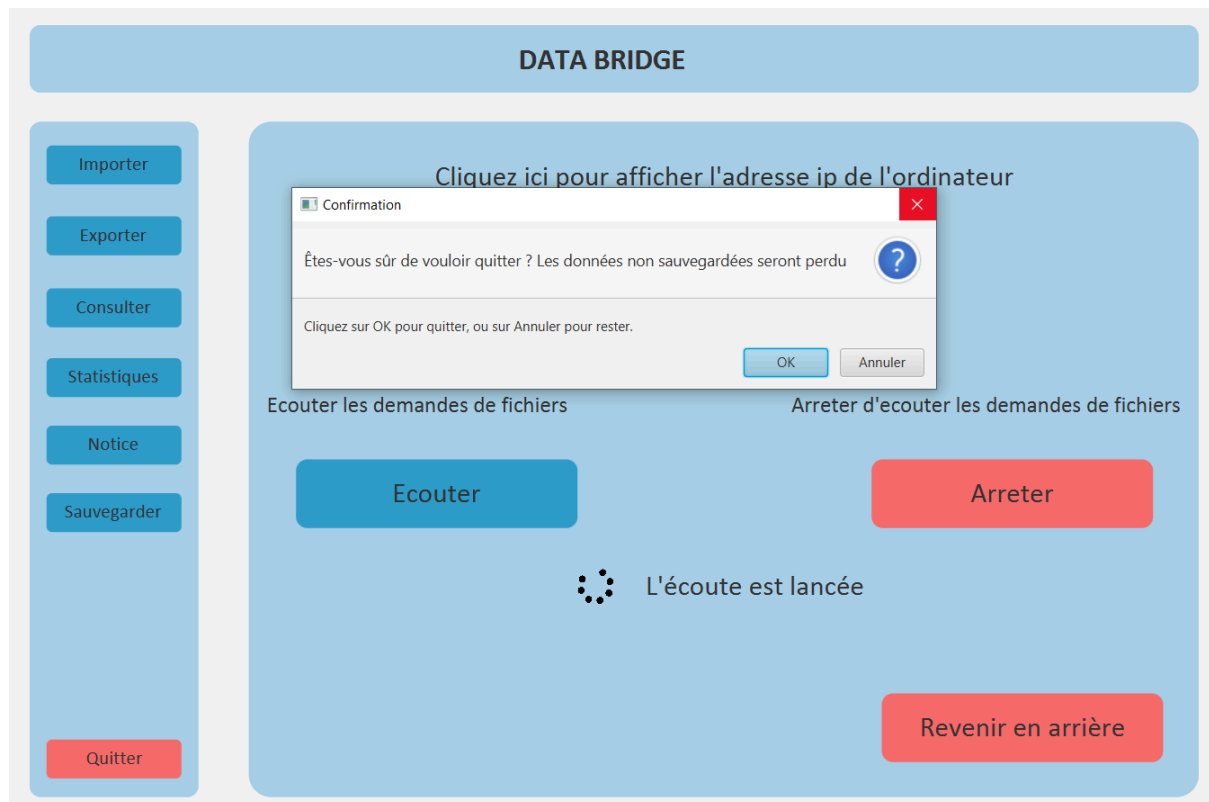 DATA BRIDGE
Importer
Exporter
Consulter
Statistiques
Notice
Sauvegarder
Quitter
Cliquez ici pour afficher l'adresse ip de l'ordinateur
Confirmation
Êtes-vous sûr de vouloir quitter ? Les données non sauvegardées seront perdu
?
Cliquez sur OK pour quitter, ou sur Annuler pour rester.
OK Annuler
Ecouter les demandes de fichiers
Arreter d'ecouter les demandes de fichiers
Ecouter
Arreter
L'écoute est lancée
Revenir en arrière